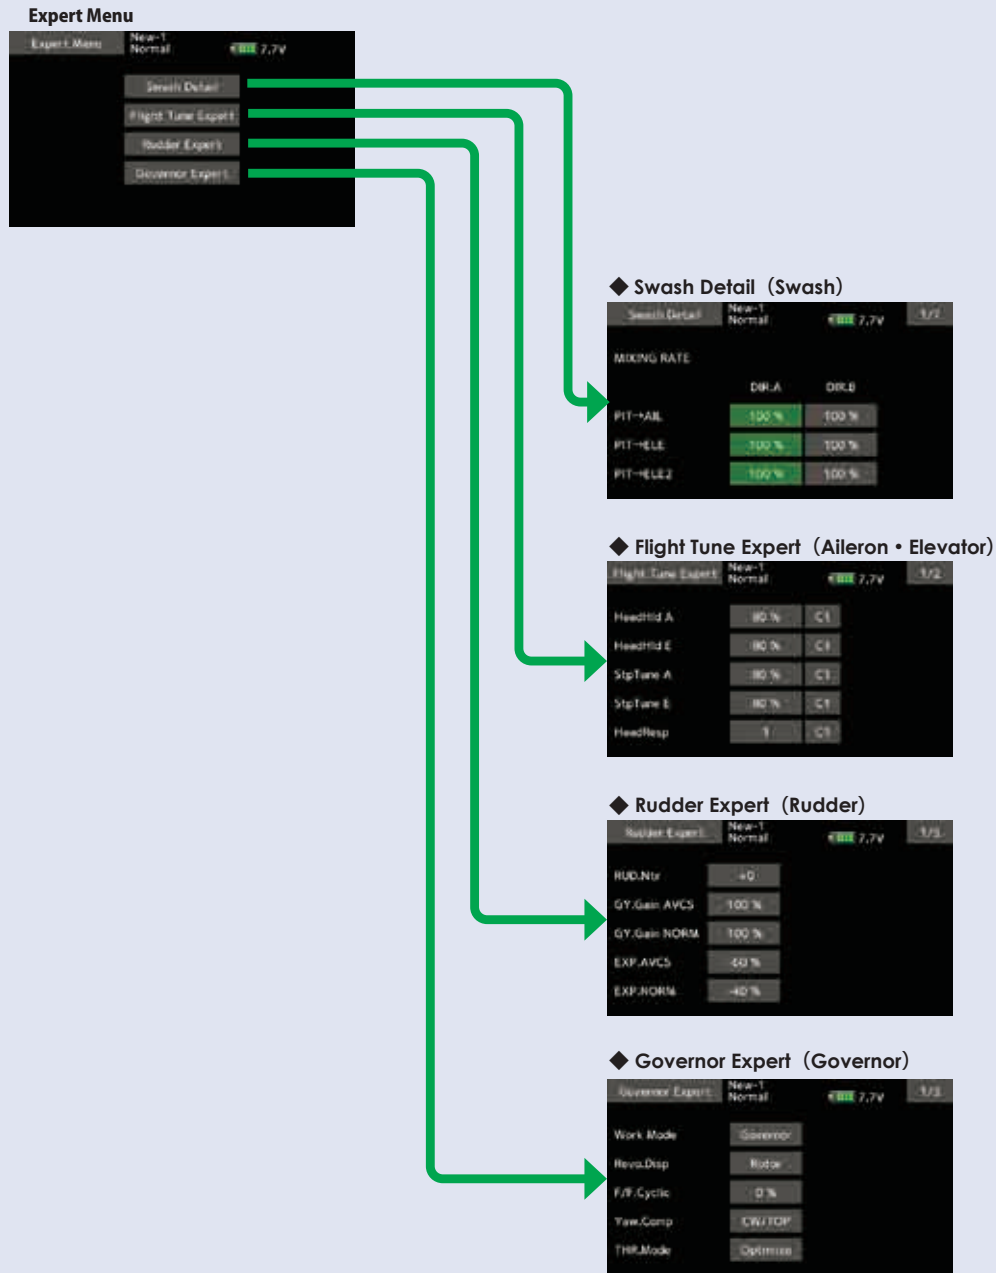 Expert Menu
Expert Menu
New-1
Normal
7.7V
Swash Detail
Flight Tune Expert
Rudder Expert
Governor Expert
◆ Swash Detail（Swash）
Swash Detail
New-1
Normal
7.7V
1/1
MIXING RATE
DIR.A DIR.B
PIT→AIL 100 % 100 %
PIT→ELE 100 % 100 %
PIT→ELE2 100 % 100 %
◆ Flight Tune Expert（Aileron・Elevator）
Flight Tune Expert
New-1
Normal
7.7V
1/2
HeadHld A 80 % C1
HeadHld E 80 % C1
StpTune A 80 % C1
StpTune E 80 % C1
HeadResp 1 C1
◆ Rudder Expert（Rudder）
Rudder Expert
New-1
Normal
7.7V
1/3
RUD.Ntr +0
GY.Gain AVCS 100 %
GY.Gain NORM 100 %
EXP.AVCS -60 %
EXP.NORM -40 %
◆ Governor Expert（Governor）
Governor Expert
New-1
Normal
7.7V
Work Mode Governor
Revo.Disp Rotor
F/F.Cyclic 0 %
Yaw.Comp CW/TOP
THR.Mode Optimize